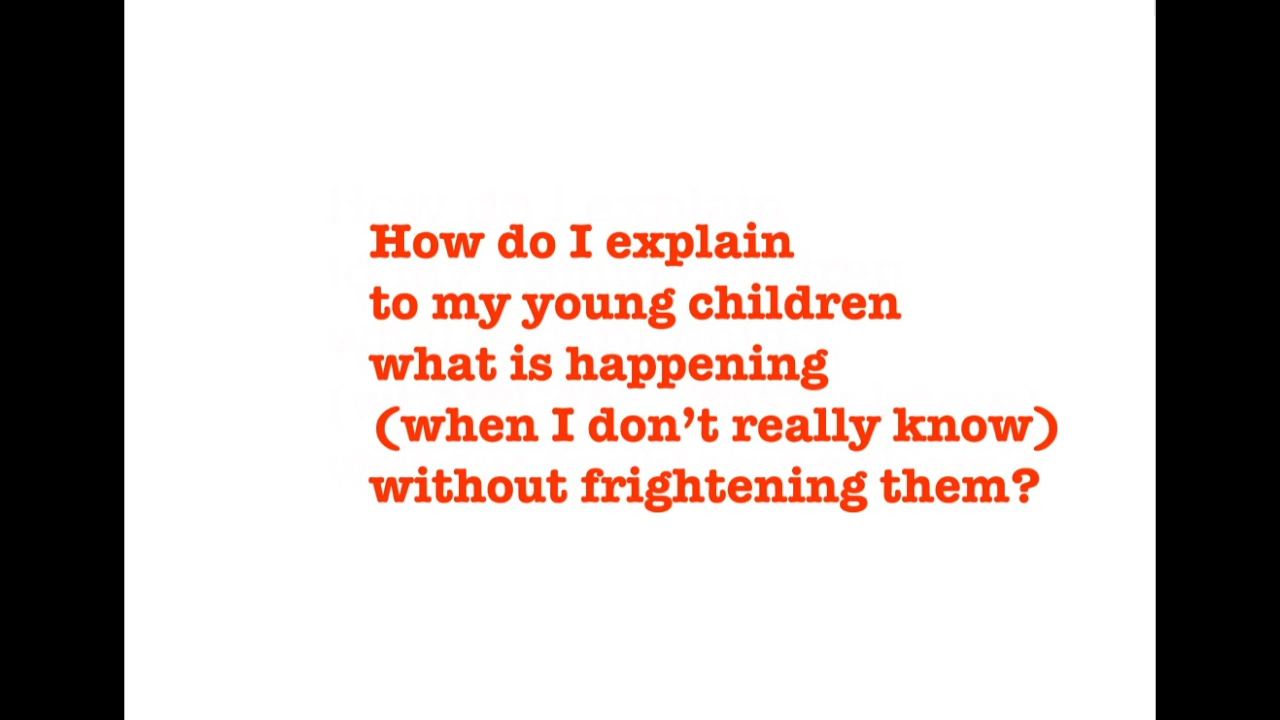 How do I explain
to my young children
what is happening
(when I don’t really know)
without frightening them?